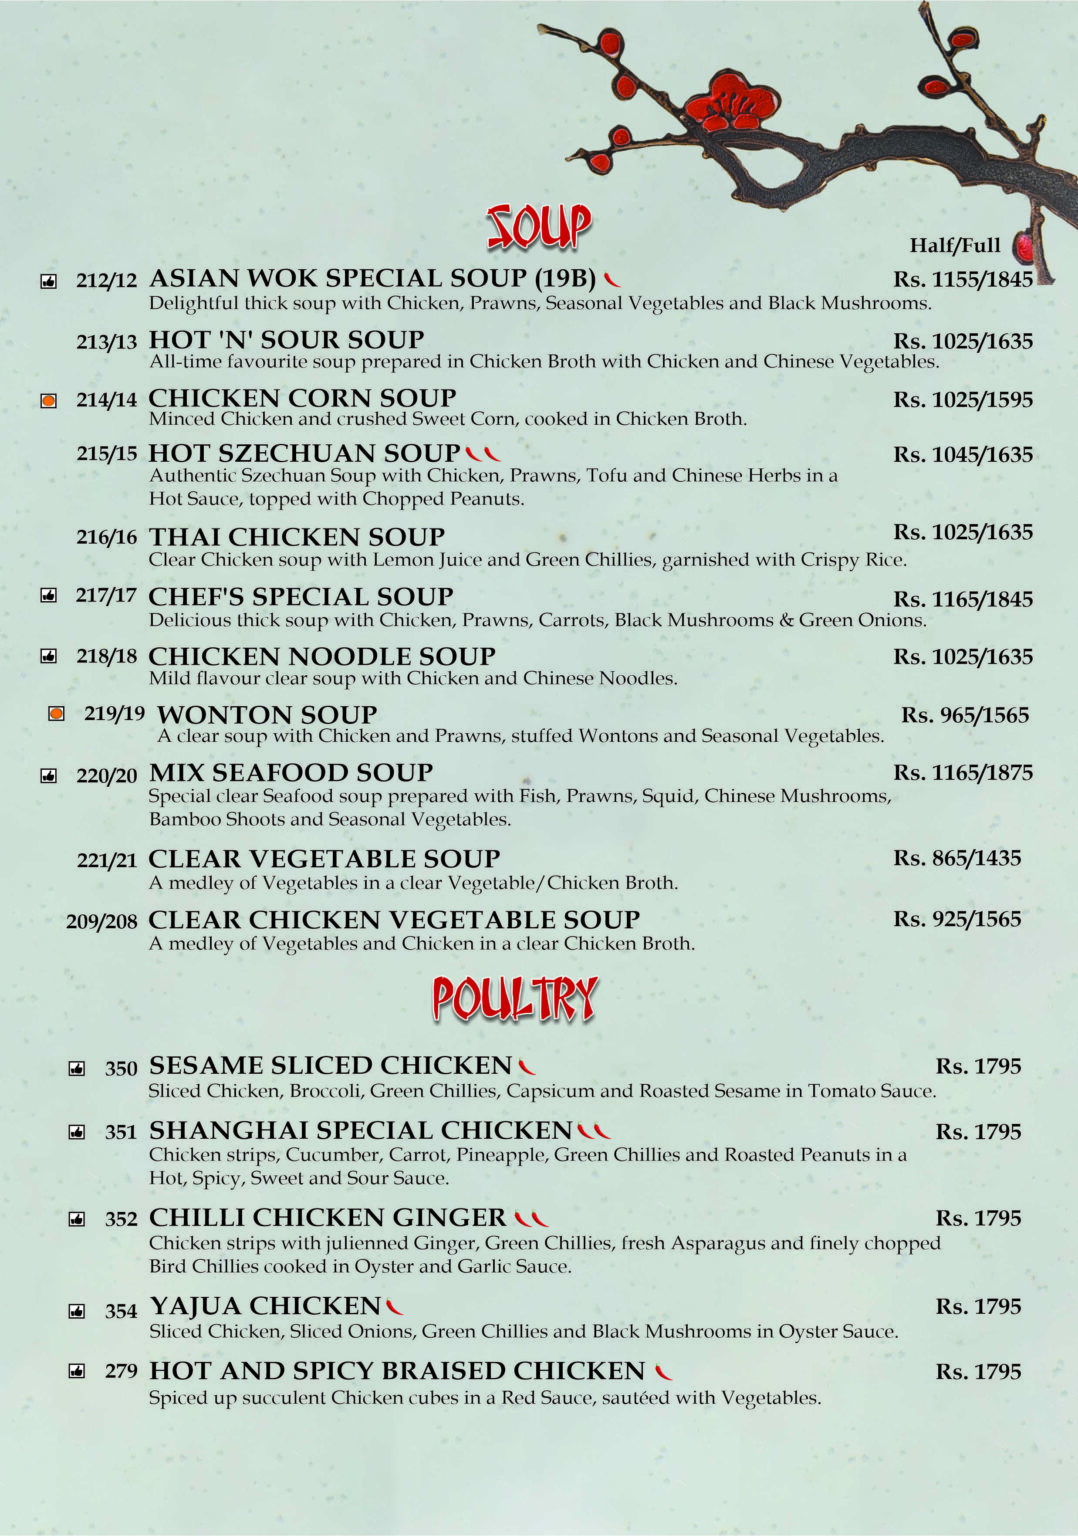 SOUP
Half/Full
212/12 ASIAN WOK SPECIAL SOUP (19B) Rs. 1155/1845
Delightful thick soup with Chicken, Prawns, Seasonal Vegetables and Black Mushrooms.
213/13 HOT 'N' SOUR SOUP Rs. 1025/1635
All-time favourite soup prepared in Chicken Broth with Chicken and Chinese Vegetables.
214/14 CHICKEN CORN SOUP Rs. 1025/1595
Minced Chicken and crushed Sweet Corn, cooked in Chicken Broth.
215/15 HOT SZECHUAN SOUP Rs. 1045/1635
Authentic Szechuan Soup with Chicken, Prawns, Tofu and Chinese Herbs in a
Hot Sauce, topped with Chopped Peanuts.
216/16 THAI CHICKEN SOUP Rs. 1025/1635
Clear Chicken soup with Lemon Juice and Green Chillies, garnished with Crispy Rice.
217/17 CHEF'S SPECIAL SOUP Rs. 1165/1845
Delicious thick soup with Chicken, Prawns, Carrots, Black Mushrooms & Green Onions.
218/18 CHICKEN NOODLE SOUP Rs. 1025/1635
Mild flavour clear soup with Chicken and Chinese Noodles.
219/19 WONTON SOUP Rs. 965/1565
A clear soup with Chicken and Prawns, stuffed Wontons and Seasonal Vegetables.
220/20 MIX SEAFOOD SOUP Rs. 1165/1875
Special clear Seafood soup prepared with Fish, Prawns, Squid, Chinese Mushrooms,
Bamboo Shoots and Seasonal Vegetables.
221/21 CLEAR VEGETABLE SOUP Rs. 865/1435
A medley of Vegetables in a clear Vegetable/Chicken Broth.
209/208 CLEAR CHICKEN VEGETABLE SOUP Rs. 925/1565
A medley of Vegetables and Chicken in a clear Chicken Broth.
POULTRY
350 SESAME SLICED CHICKEN Rs. 1795
Sliced Chicken, Broccoli, Green Chillies, Capsicum and Roasted Sesame in Tomato Sauce.
351 SHANGHAI SPECIAL CHICKEN Rs. 1795
Chicken strips, Cucumber, Carrot, Pineapple, Green Chillies and Roasted Peanuts in a
Hot, Spicy, Sweet and Sour Sauce.
352 CHILLI CHICKEN GINGER Rs. 1795
Chicken strips with julienned Ginger, Green Chillies, fresh Asparagus and finely chopped
Bird Chillies cooked in Oyster and Garlic Sauce.
354 YAJUA CHICKEN Rs. 1795
Sliced Chicken, Sliced Onions, Green Chillies and Black Mushrooms in Oyster Sauce.
279 HOT AND SPICY BRAISED CHICKEN Rs. 1795
Spiced up succulent Chicken cubes in a Red Sauce, sautéed with Vegetables.